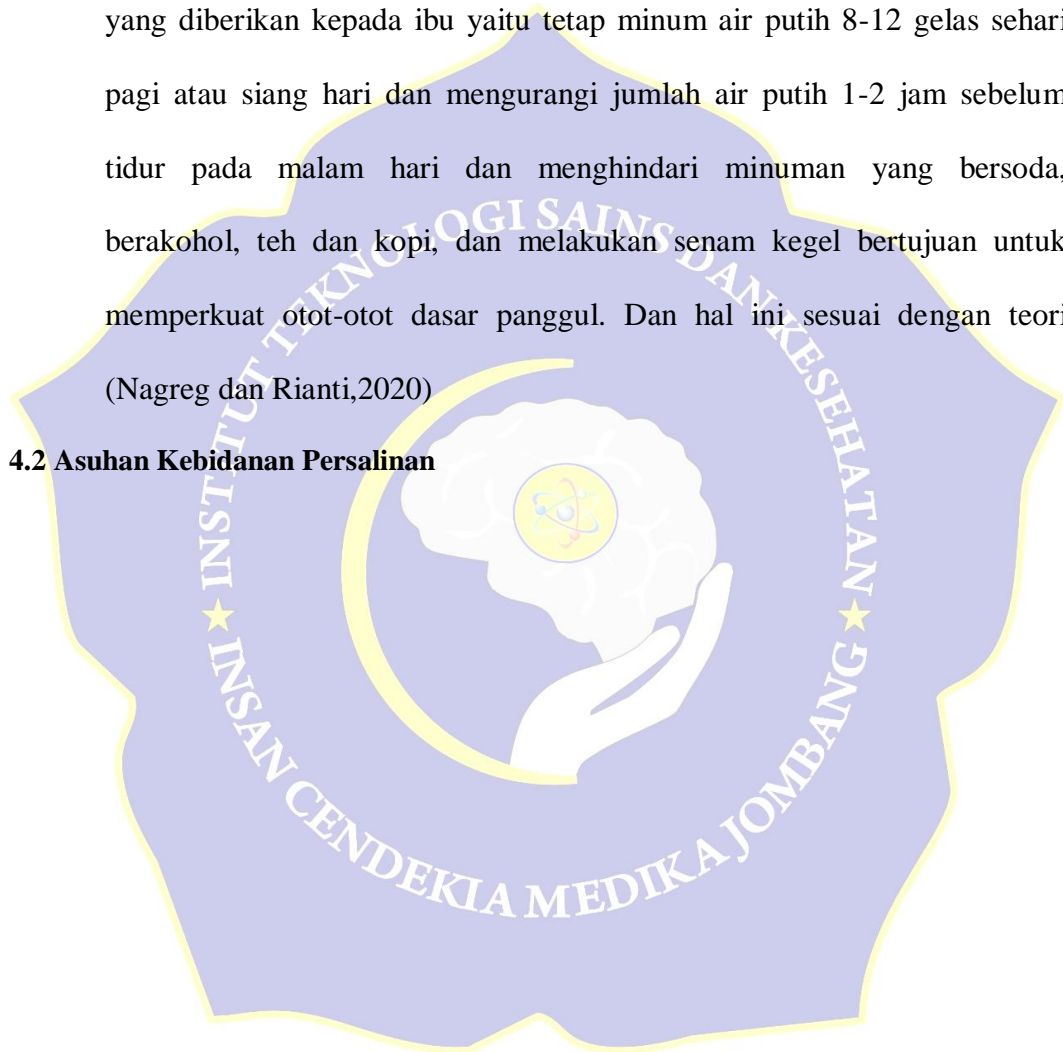 yang diberikan kepada ibu yaitu tetap minum air putih 8-12 gelas sehari
pagi atau siang hari dan mengurangi jumlah air putih 1-2 jam sebelum
tidur pada malam hari dan menghindari minuman yang bersoda,
berakohol, teh dan kopi, dan melakukan senam kegel bertujuan untuk
memperkuat otot-otot dasar panggul. Dan hal ini sesuai dengan teori
(Nagreg dan Rianti,2020)
4.2 Asuhan Kebidanan Persalinan
INSTITUT TEKNOLOGI SAINS DAN KESEHATAN
INSAN CENDEKIA MEDIKA JOMBANG